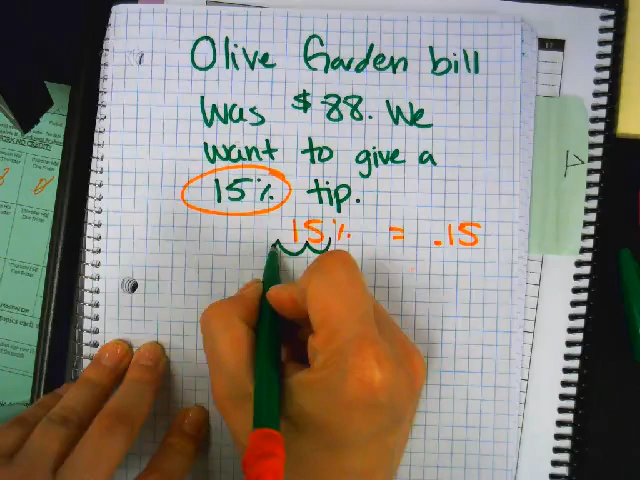 Olive Garden bill
was $88. We
want to give a
15% tip.
15% = .15